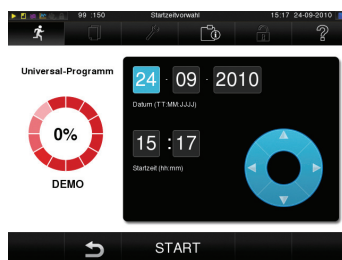 99 :150 Startzeitvorwahl 15:17 24-09-2010
Universal-Programm
0%
DEMO
24 . 09 . 2010
Datum (TT:MM:JJJJ)
15 : 17
Startzeit (hh:mm)
START